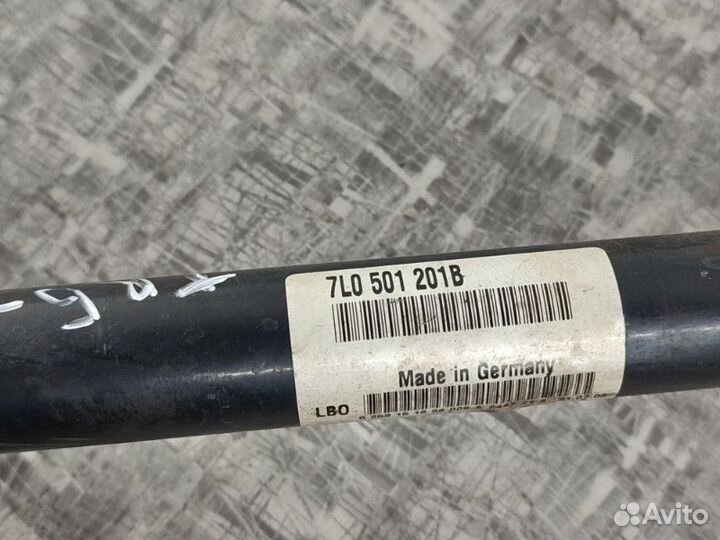 7L0 501 201B
Made in Germany
LBO
Avito